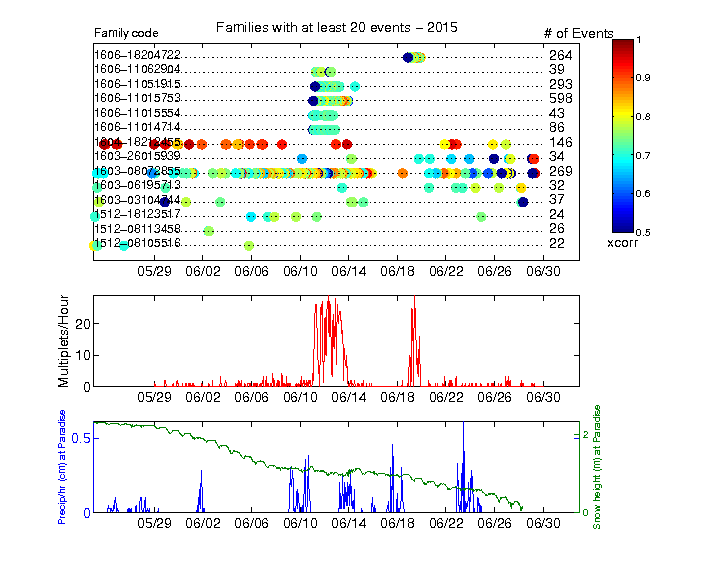 Families with at least 20 events – 2015
Family code
# of Events
1606–18204722 264
1606–11062904 39
1606–11051915 293
1606–11015753 598
1606–11015554 43
1606–11014714 86
1604–18212455 146
1603–26015939 34
1603–08072855 269
1603–06195713 32
1603–03104744 37
1512–18123517 24
1512–08113458 26
1512–08105516 22
05/29 06/02 06/06 06/10 06/14 06/18 06/22 06/26 06/30
1
0.9
0.8
0.7
0.6
0.5
xcorr
Multiplets/Hour
20
10
0
05/29 06/02 06/06 06/10 06/14 06/18 06/22 06/26 06/30
Precip/hr (cm) at Paradise
0.5
0
Snow height (m) at Paradise
2
0
05/29 06/02 06/06 06/10 06/14 06/18 06/22 06/26 06/30